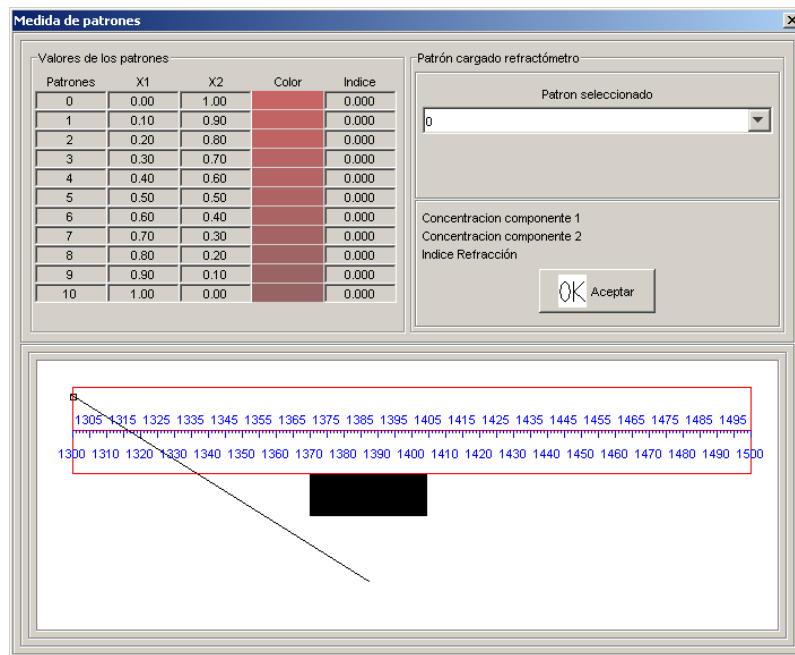 Medida de patrones
Valores de los patrones
Patrones X1 X2 Color Indice
0 0.00 1.00 0.000
1 0.10 0.90 0.000
2 0.20 0.80 0.000
3 0.30 0.70 0.000
4 0.40 0.60 0.000
5 0.50 0.50 0.000
6 0.60 0.40 0.000
7 0.70 0.30 0.000
8 0.80 0.20 0.000
9 0.90 0.10 0.000
10 1.00 0.00 0.000
Patrón cargado refractómetro
Patron seleccionado
0
Concentracion componente 1
Concentracion componente 2
Indice Refracción
OK Aceptar
1305 1315 1325 1335 1345 1355 1365 1375 1385 1395 1405 1415 1425 1435 1445 1455 1465 1475 1485 1495
1300 1310 1320 1330 1340 1350 1360 1370 1380 1390 1400 1410 1420 1430 1440 1450 1460 1470 1480 1490 1500